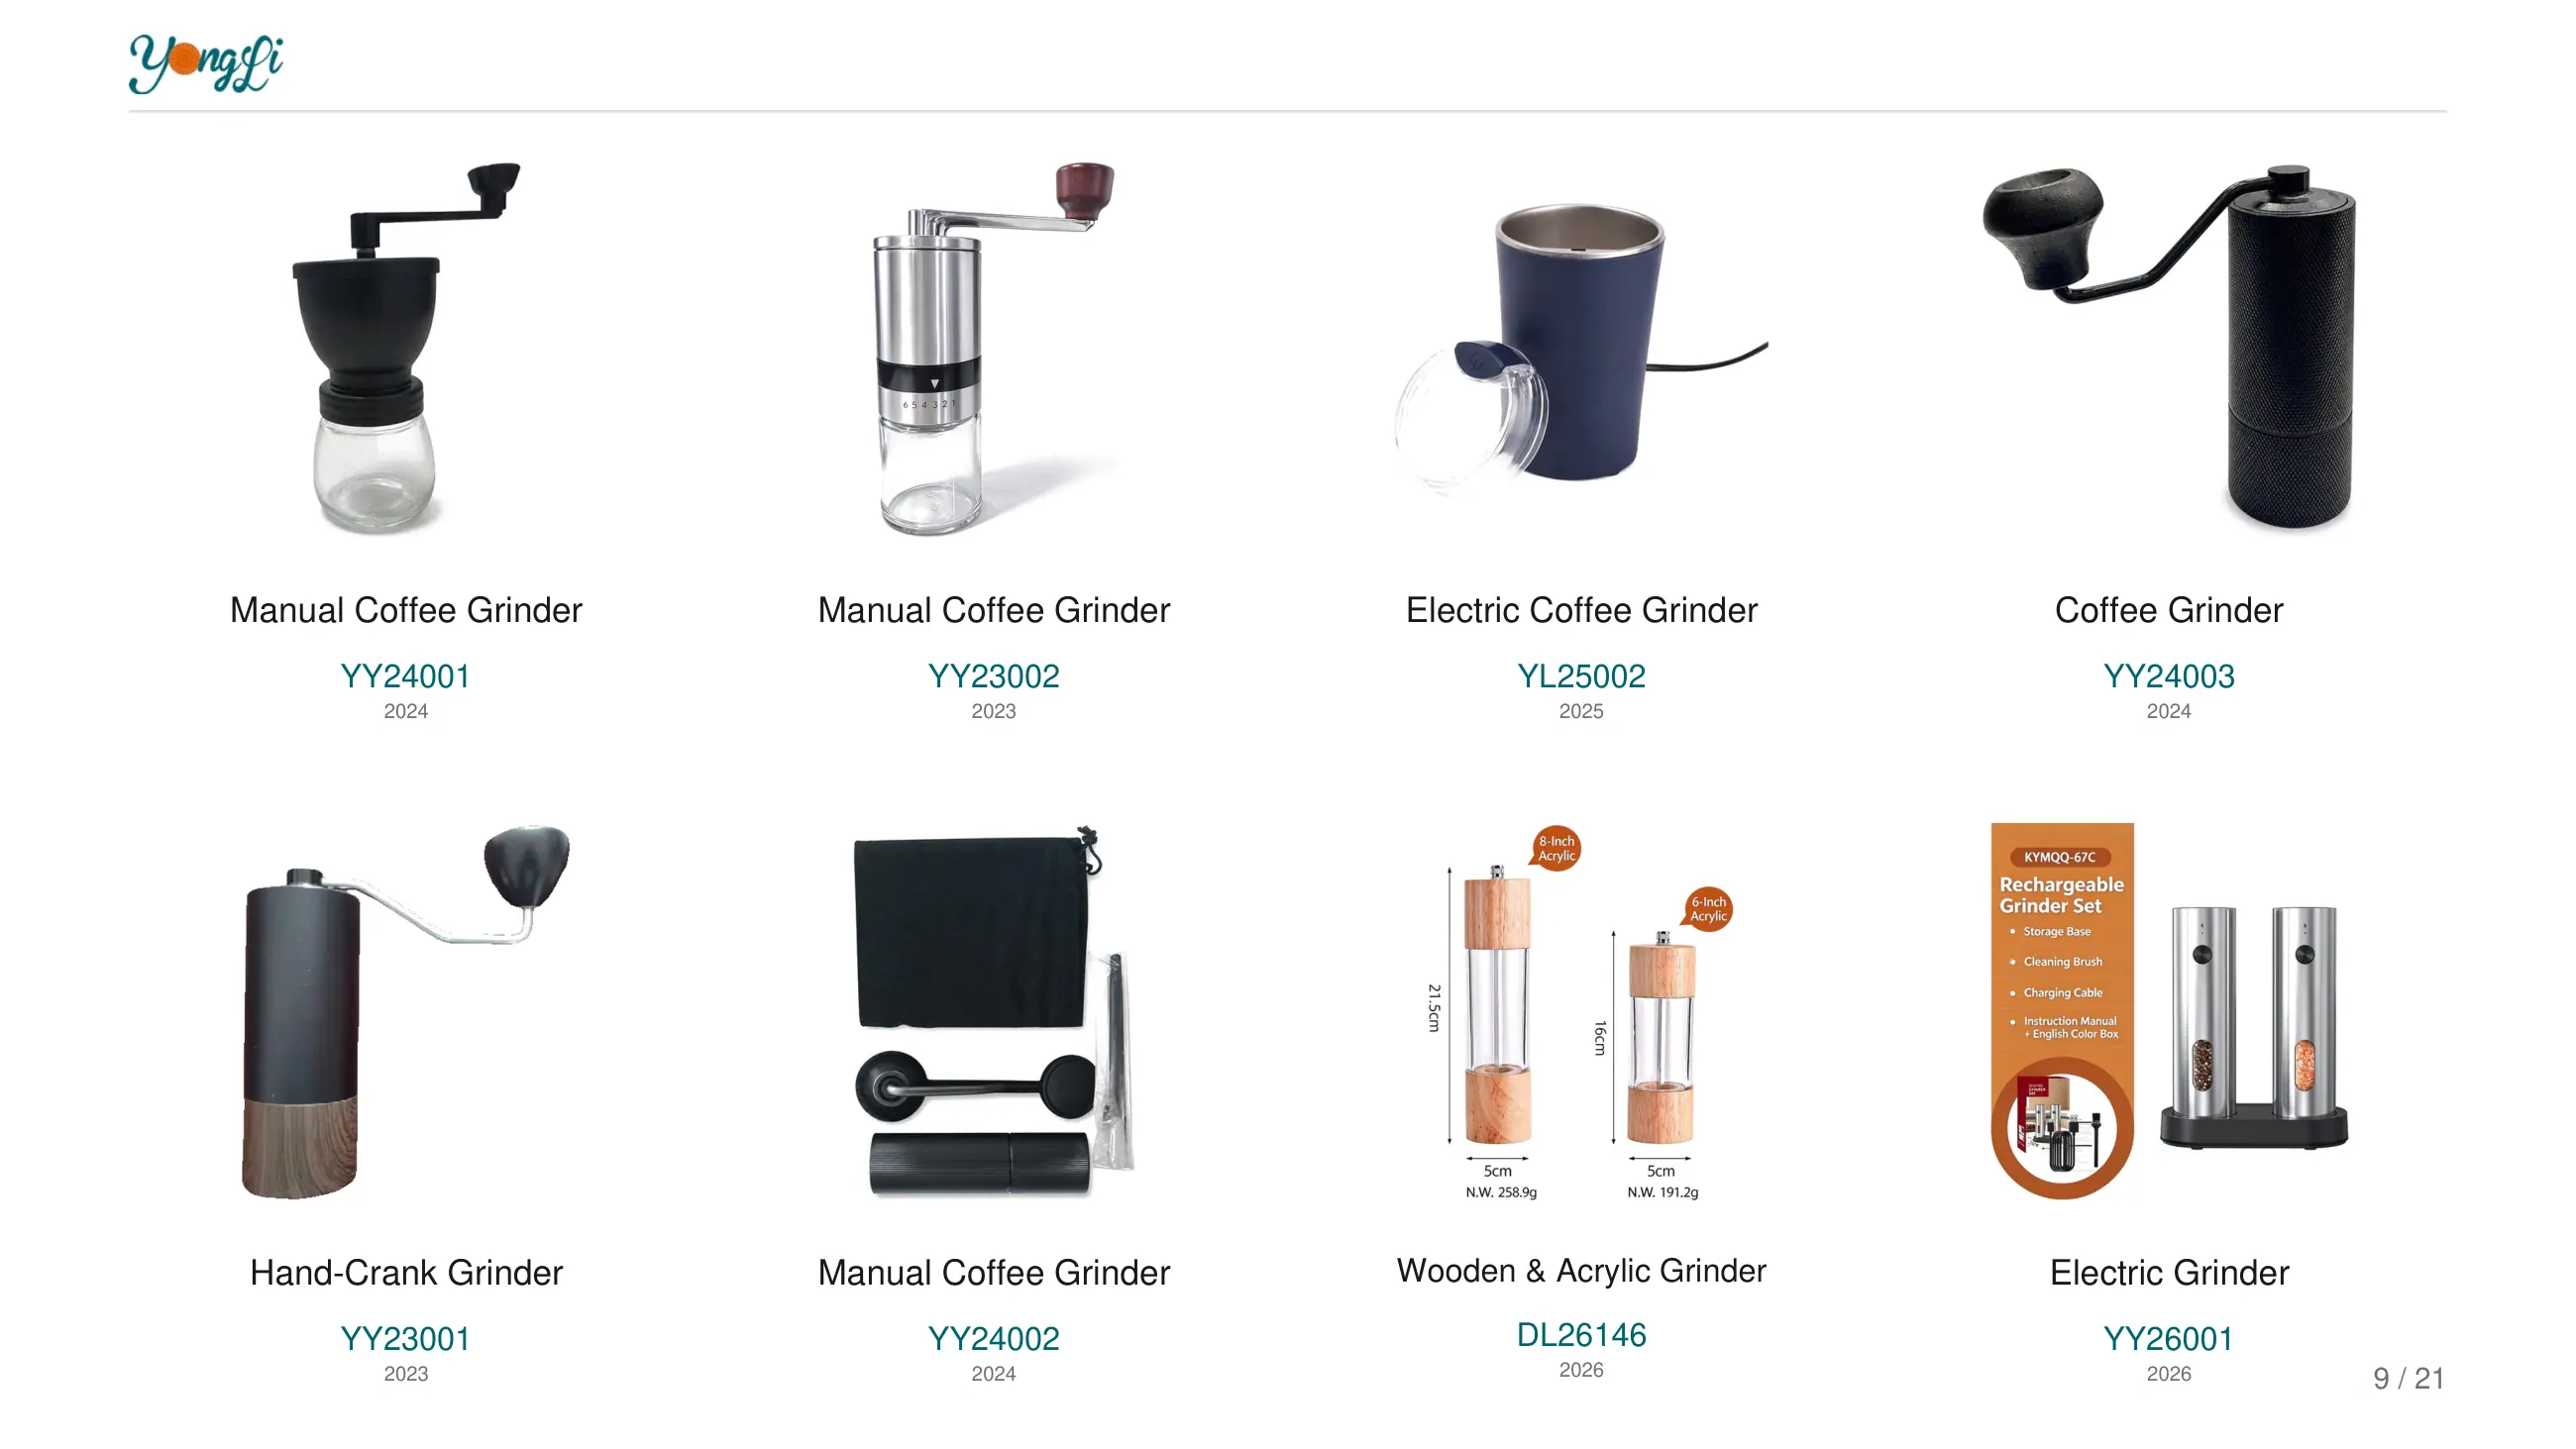 YongLi
6 5 4 3 2 1
Manual Coffee Grinder
YY24001
2024
Manual Coffee Grinder
YY23002
2023
Electric Coffee Grinder
YL25002
2025
Coffee Grinder
YY24003
2024
Hand-Crank Grinder
YY23001
2023
Manual Coffee Grinder
YY24002
2024
8-Inch
Acrylic
6-Inch
Acrylic
21.5cm
16cm
5cm
N.W. 258.9g
5cm
N.W. 191.2g
Wooden & Acrylic Grinder
DL26146
2026
KYMQQ-67C
Rechargeable
Grinder Set
• Storage Base
• Cleaning Brush
• Charging Cable
• Instruction Manual
+ English Color Box
Electric Grinder
YY26001
2026
9 / 21